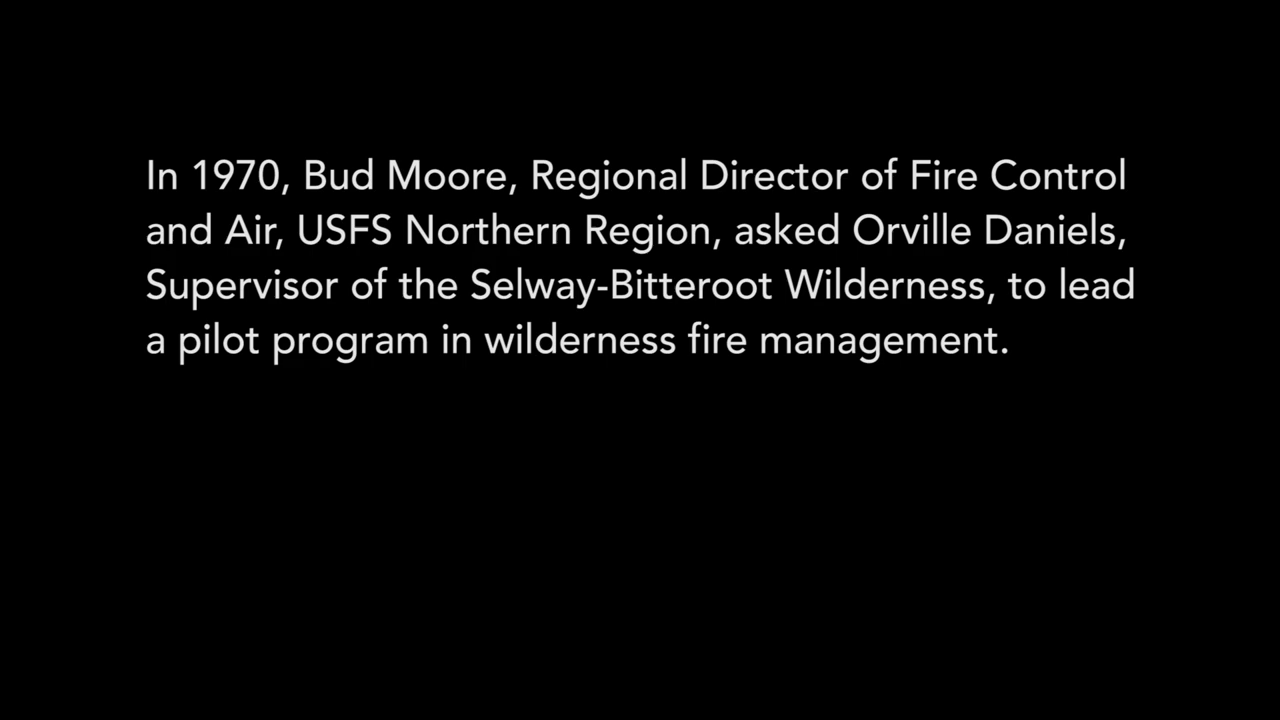 In 1970, Bud Moore, Regional Director of Fire Control
and Air, USFS Northern Region, asked Orville Daniels,
Supervisor of the Selway-Bitteroot Wilderness, to lead
a pilot program in wilderness fire management.